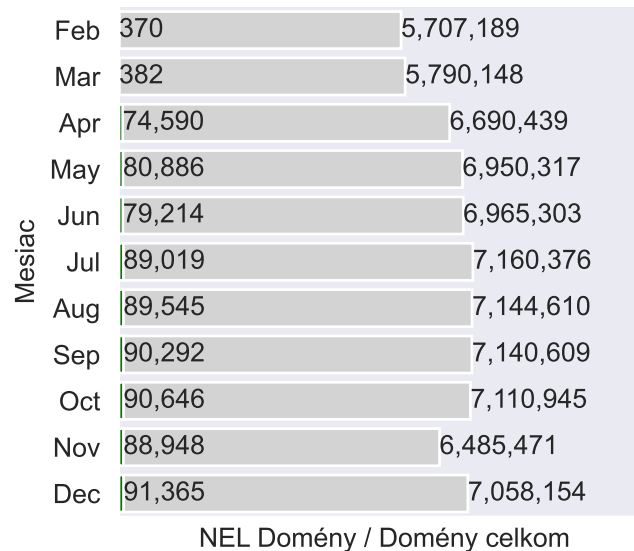 Feb 370 5,707,189
Mar 382 5,790,148
Apr 74,590 6,690,439
May 80,886 6,950,317
Jun 79,214 6,965,303
Jul 89,019 7,160,376
Aug 89,545 7,144,610
Sep 90,292 7,140,609
Oct 90,646 7,110,945
Nov 88,948 6,485,471
Dec 91,365 7,058,154
Mesiac
NEL Domény / Domény celkom